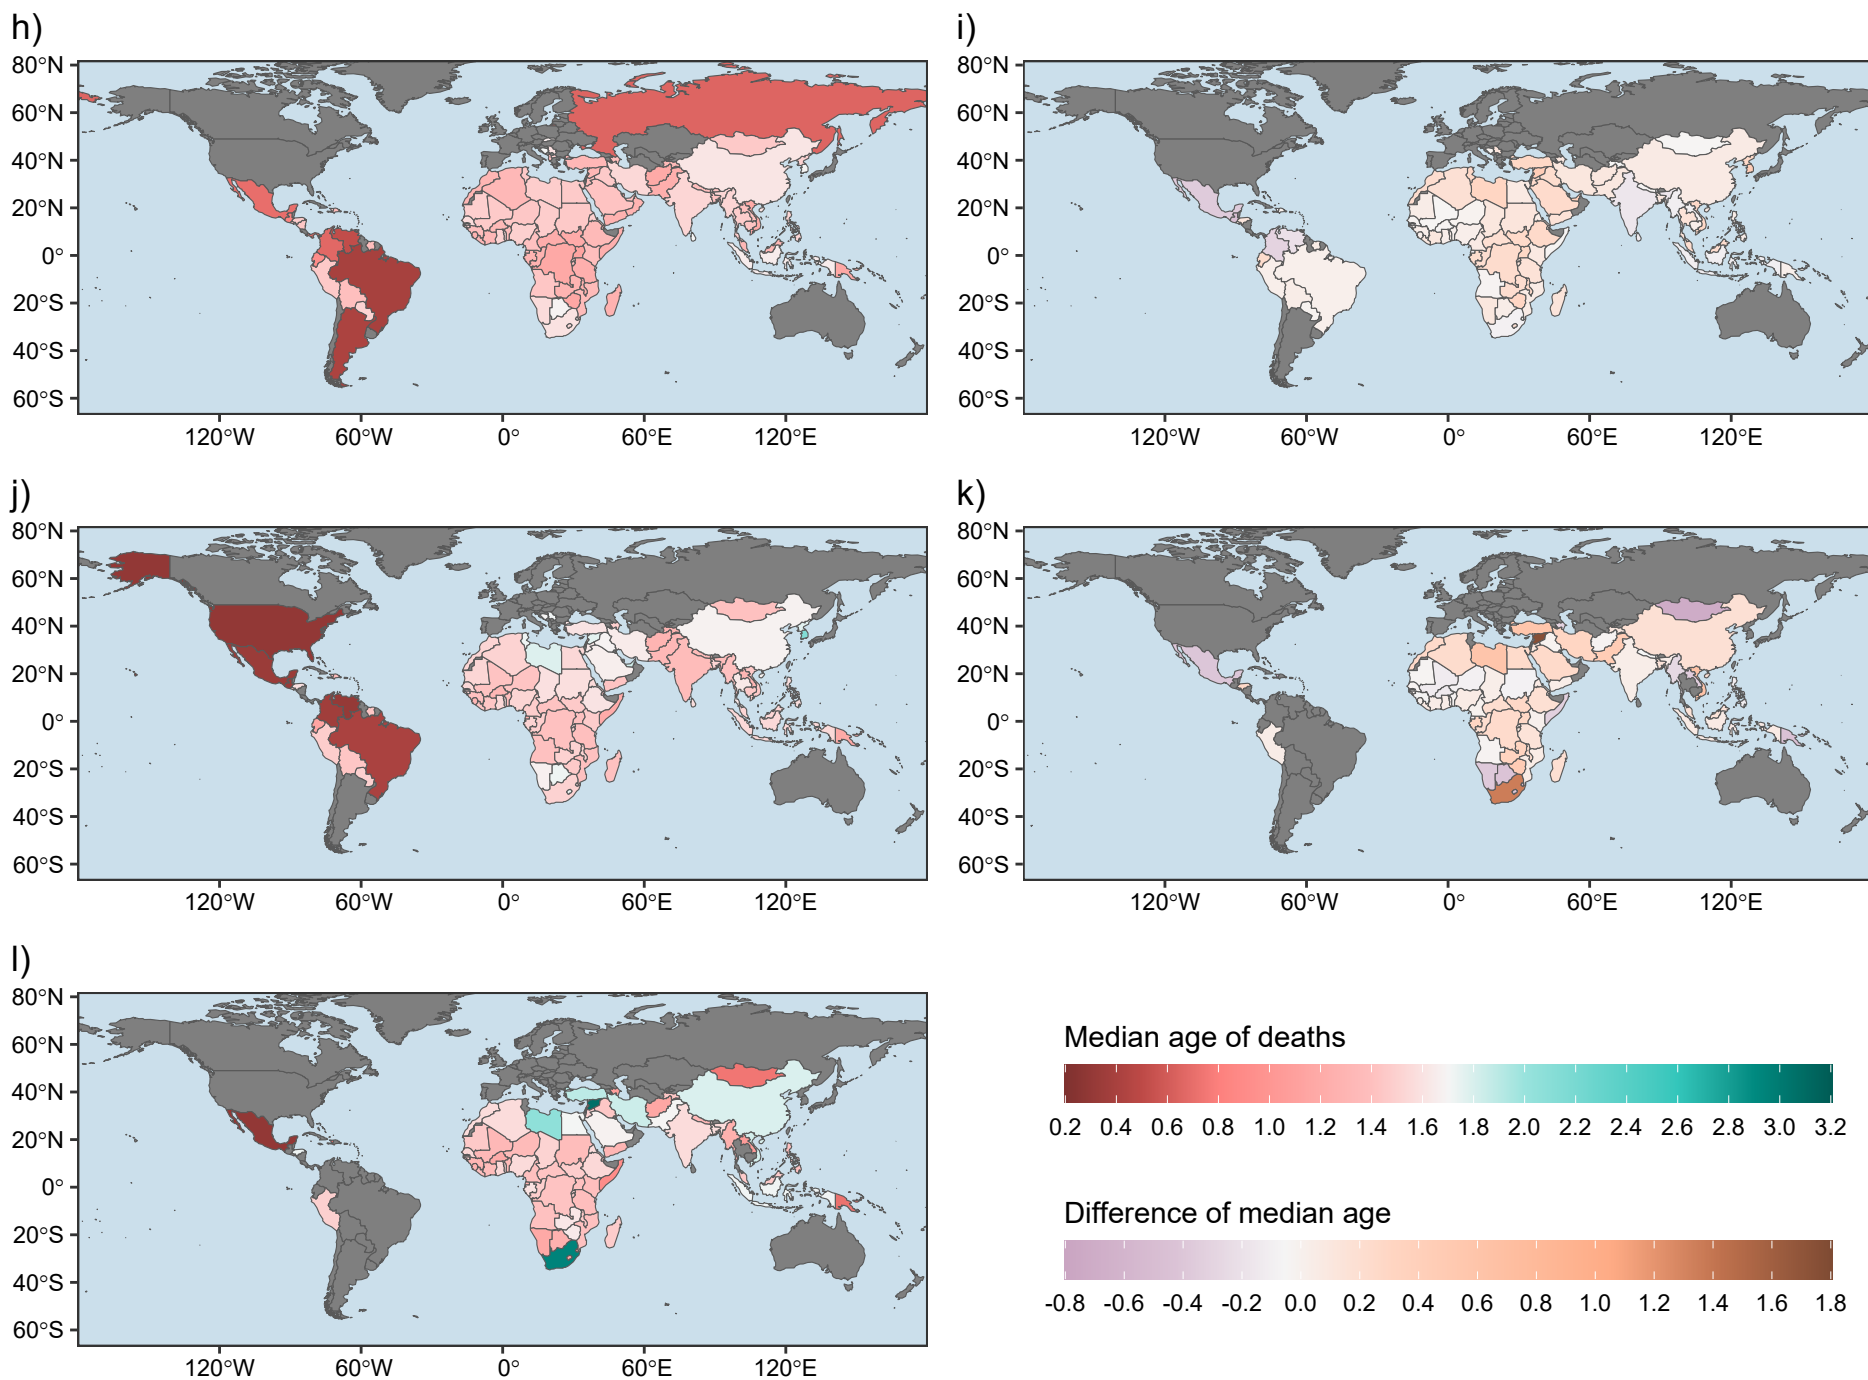 h)
80°N
60°N
40°N
20°N
0°
20°S
40°S
60°S
120°W 60°W 0° 60°E 120°E
i)
80°N
60°N
40°N
20°N
0°
20°S
40°S
60°S
120°W 60°W 0° 60°E 120°E
j)
80°N
60°N
40°N
20°N
0°
20°S
40°S
60°S
120°W 60°W 0° 60°E 120°E
k)
80°N
60°N
40°N
20°N
0°
20°S
40°S
60°S
120°W 60°W 0° 60°E 120°E
l)
80°N
60°N
40°N
20°N
0°
20°S
40°S
60°S
120°W 60°W 0° 60°E 120°E
Median age of deaths
0.2 0.4 0.6 0.8 1.0 1.2 1.4 1.6 1.8 2.0 2.2 2.4 2.6 2.8 3.0 3.2
Difference of median age
-0.8 -0.6 -0.4 -0.2 0.0 0.2 0.4 0.6 0.8 1.0 1.2 1.4 1.6 1.8